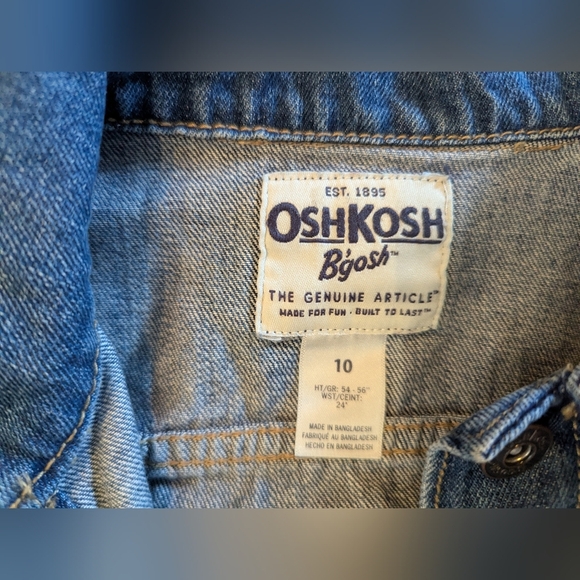 EST. 1895
OSHKOSH
B'gosh™
THE GENUINE ARTICLE™
MADE FOR FUN · BUILT TO LAST™
10
HT/GR: 54 - 56"
WST/CEINT:
24"
MADE IN BANGLADESH
FABRIQUÉ AU BANGLADESH
HECHO EN BANGLADESH